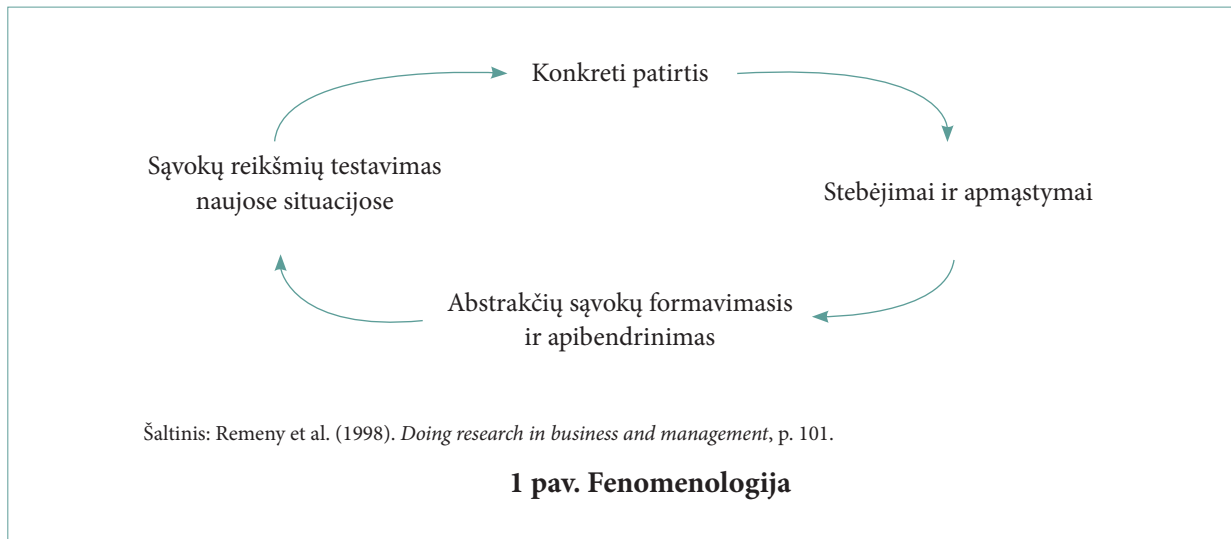 Konkreti patirtis
Stebėjimai ir apmąstymai
Abstrakčių sąvokų formavimasis
ir apibendrinimas
Sąvokų reikšmių testavimas
naujose situacijose
Šaltinis: Remeny et al. (1998). Doing research in business and management, p. 101.
1 pav. Fenomenologija